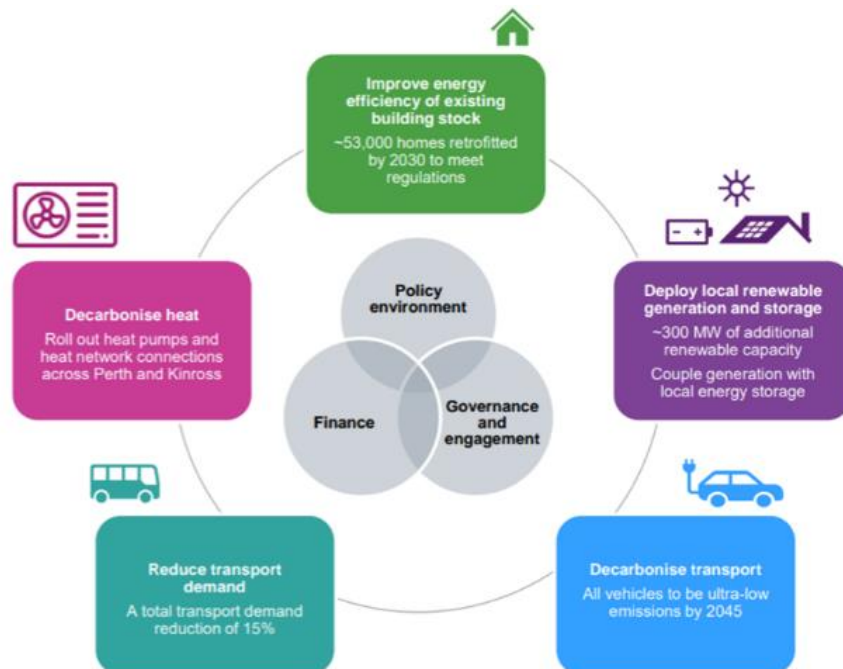 Improve energy
efficiency of existing
building stock
~53,000 homes retrofitted
by 2030 to meet
regulations
Decarbonise heat
Roll out heat pumps and
heat network connections
across Perth and Kinross
Policy
environment
Finance
Governance
and
engagement
Deploy local renewable
generation and storage
~300 MW of additional
renewable capacity
Couple generation with
local energy storage
Reduce transport
demand
A total transport demand
reduction of 15%
Decarbonise transport
All vehicles to be ultra-low
emissions by 2045